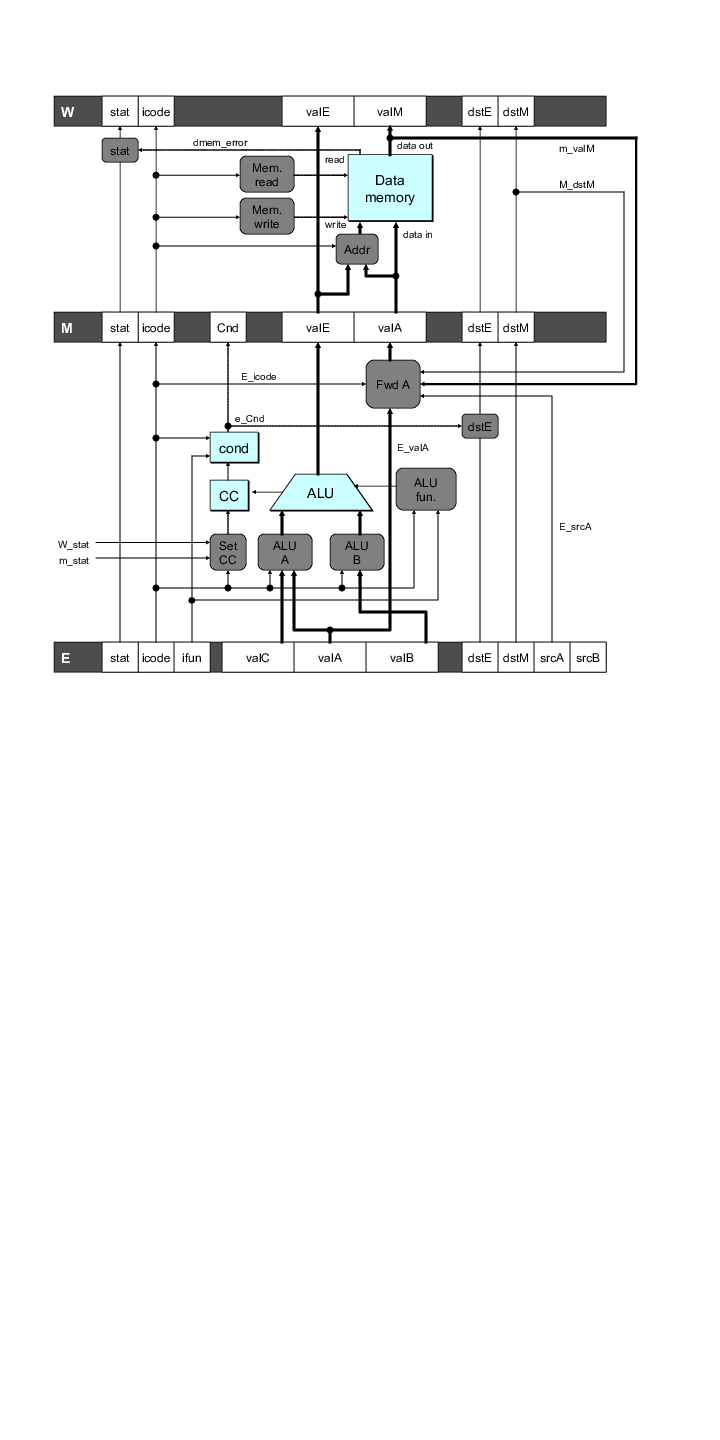 W stat icode valE valM dstE dstM
dmem_error data out m_valM
stat read
Mem.
read
Data
memory
M_dstM
Mem.
write
write data in
Addr
M stat icode Cnd valE valA dstE dstM
E_icode Fwd A
e_Cnd dstE
cond E_valA
CC ALU
ALU
fun.
E_srcA
W_stat
m_stat
Set
CC
ALU
A
ALU
B
E stat icode ifun valC valA valB dstE dstM srcA srcB